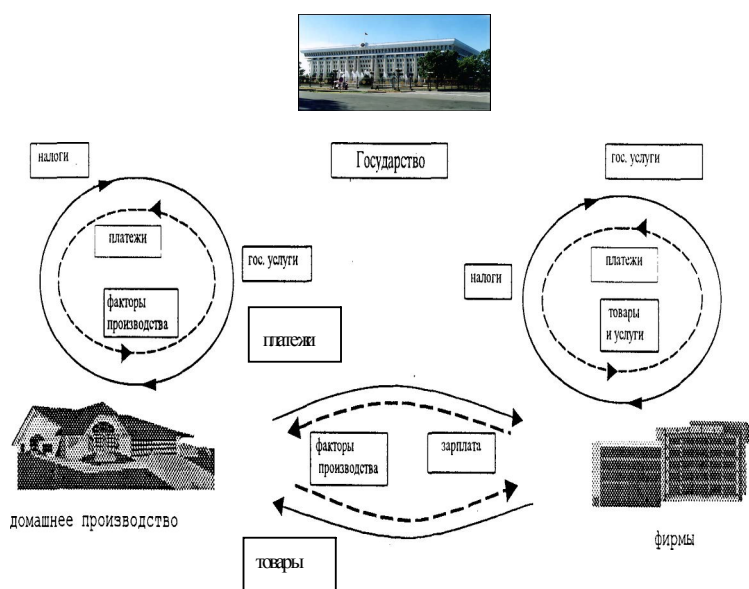 налоги
Государство
гос. услуги
платежи
гос. услуги
платежи
налоги
факторы
производства
товары
и услуги
платежи
факторы
производства
зарплата
домашнее производство
фирмы
товары